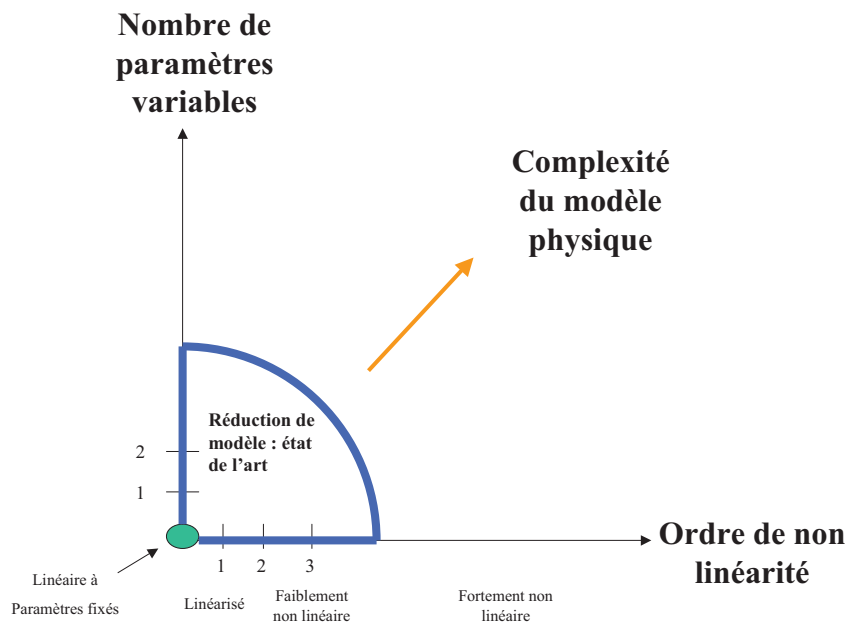 Nombre de
paramètres
variables
Complexité
du modèle
physique
Réduction de
modèle : état
de l’art
2
1
Ordre de non
linéarité
1
2
3
Linéaire à
Paramètres fixés
Linéarisé
Faiblement
non linéaire
Fortement non
linéaire